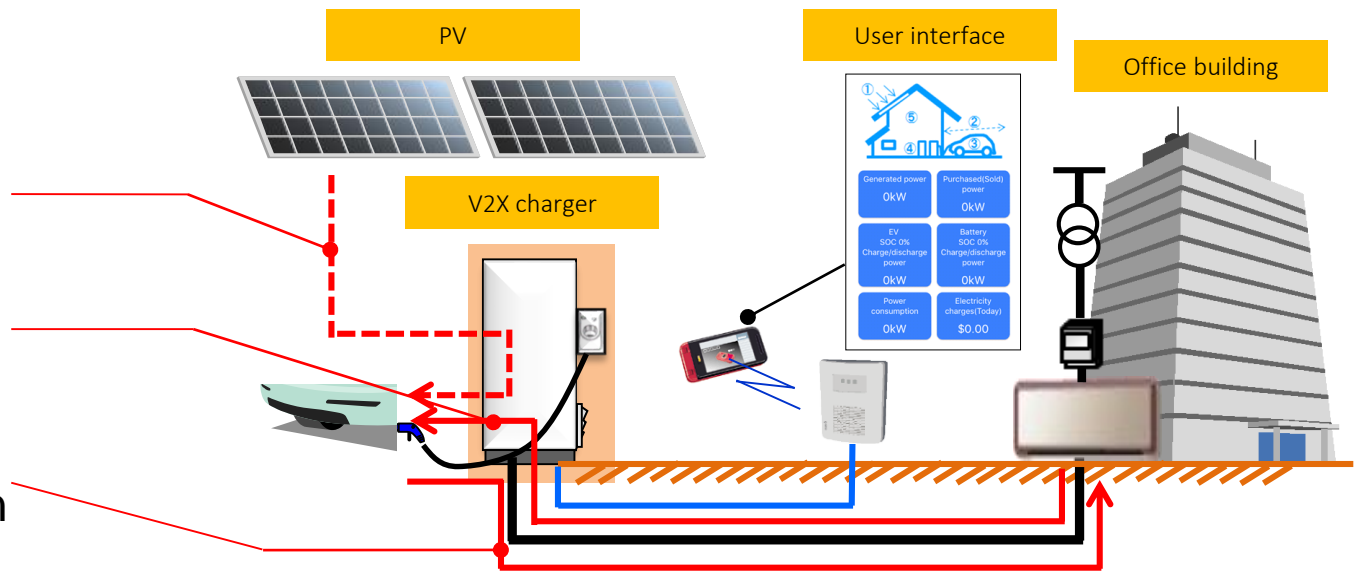 PV
User interface
Office building
V2X charger
①
②
③
④
⑤
Generated power
0kW
Purchased(Sold)
power
0kW
EV
SOC 0%
Charge/discharge
power
0kW
Battery
SOC 0%
Charge/discharge
power
0kW
Power
consumption
0kW
Electricity
charges(Today)
$0.00
n